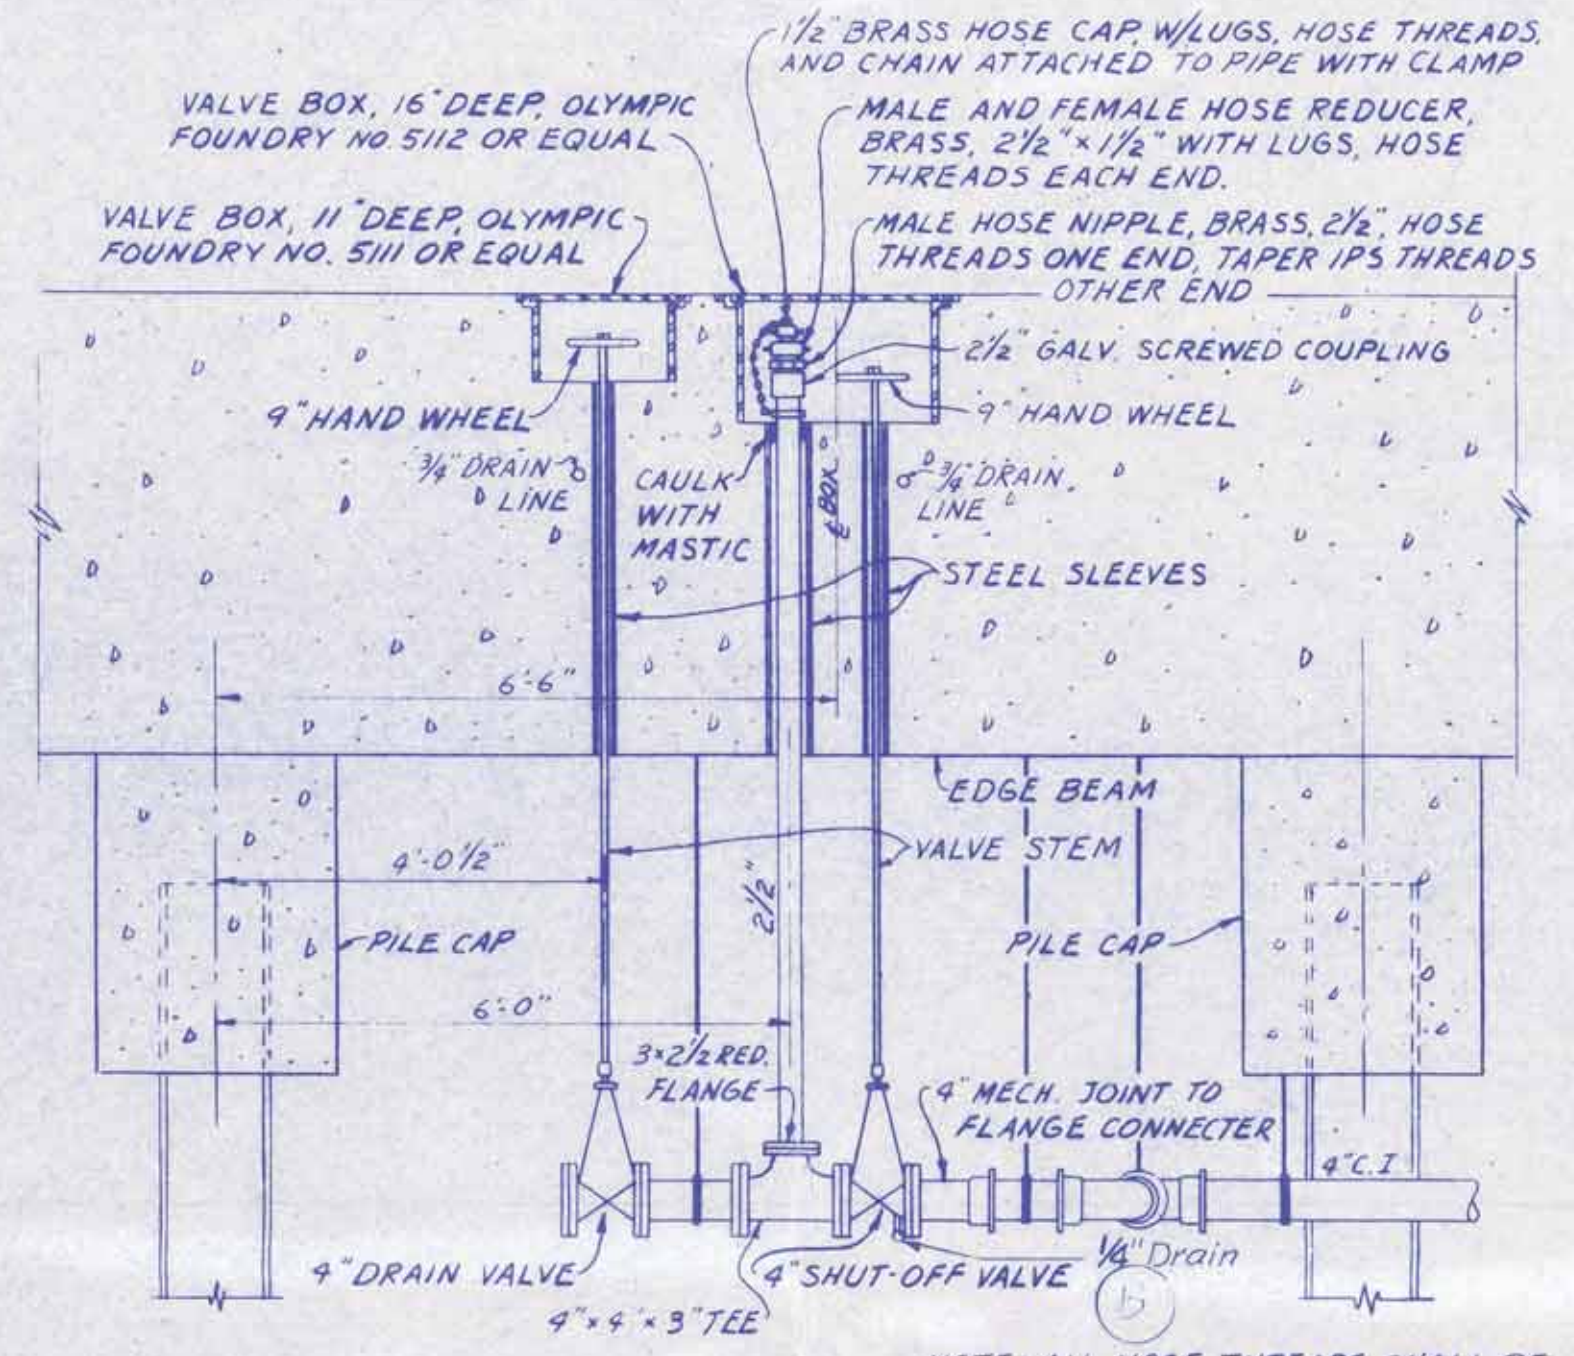 1½" BRASS HOSE CAP, W/LUGS, HOSE THREADS,
AND CHAIN ATTACHED TO PIPE WITH CLAMP
VALVE BOX, 16" DEEP, OLYMPIC
FOUNDRY NO. 5112 OR EQUAL
MALE AND FEMALE HOSE REDUCER,
BRASS, 2½" x 1½" WITH LUGS, HOSE
THREADS EACH END.
VALVE BOX, 11" DEEP, OLYMPIC
FOUNDRY NO. 5111 OR EQUAL
MALE HOSE NIPPLE, BRASS, 2½", HOSE
THREADS ONE END, TAPER IPS THREADS
OTHER END
2½" GALV. SCREWED COUPLING
9" HAND WHEEL
9" HAND WHEEL
¾" DRAIN
LINE
CAULK
WITH
MASTIC
℄ BOX
¾" DRAIN
LINE
STEEL SLEEVES
6'-6"
EDGE BEAM
VALVE STEM
4'-0½"
2½"
PILE CAP
PILE CAP
6'-0"
3x2½ RED.
FLANGE
4" MECH. JOINT TO
FLANGE CONNECTER
4" C.I
4" DRAIN VALVE
4" SHUT-OFF VALVE
¼" Drain
4" x 4" x 3" TEE